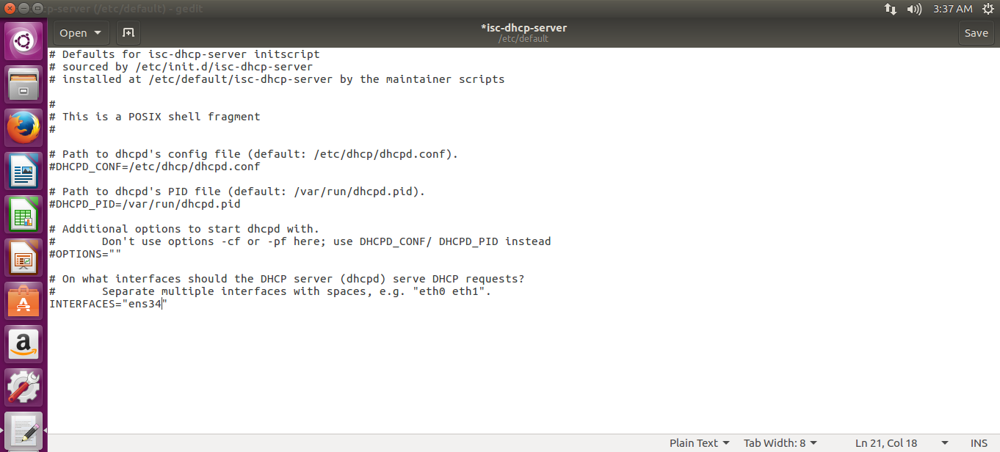 cp-server (/etc/default) - gedit
3:37 AM
Open
*isc-dhcp-server
/etc/default
Save
# Defaults for isc-dhcp-server initscript
# sourced by /etc/init.d/isc-dhcp-server
# installed at /etc/default/isc-dhcp-server by the maintainer scripts
#
# This is a POSIX shell fragment
#
# Path to dhcpd's config file (default: /etc/dhcp/dhcpd.conf).
#DHCPD_CONF=/etc/dhcp/dhcpd.conf
# Path to dhcpd's PID file (default: /var/run/dhcpd.pid).
#DHCPD_PID=/var/run/dhcpd.pid
# Additional options to start dhcpd with.
#       Don't use options -cf or -pf here; use DHCPD_CONF/ DHCPD_PID instead
#OPTIONS=""
# On what interfaces should the DHCP server (dhcpd) serve DHCP requests?
#       Separate multiple interfaces with spaces, e.g. "eth0 eth1".
INTERFACES="ens34"
Plain Text
Tab Width: 8
Ln 21, Col 18
INS